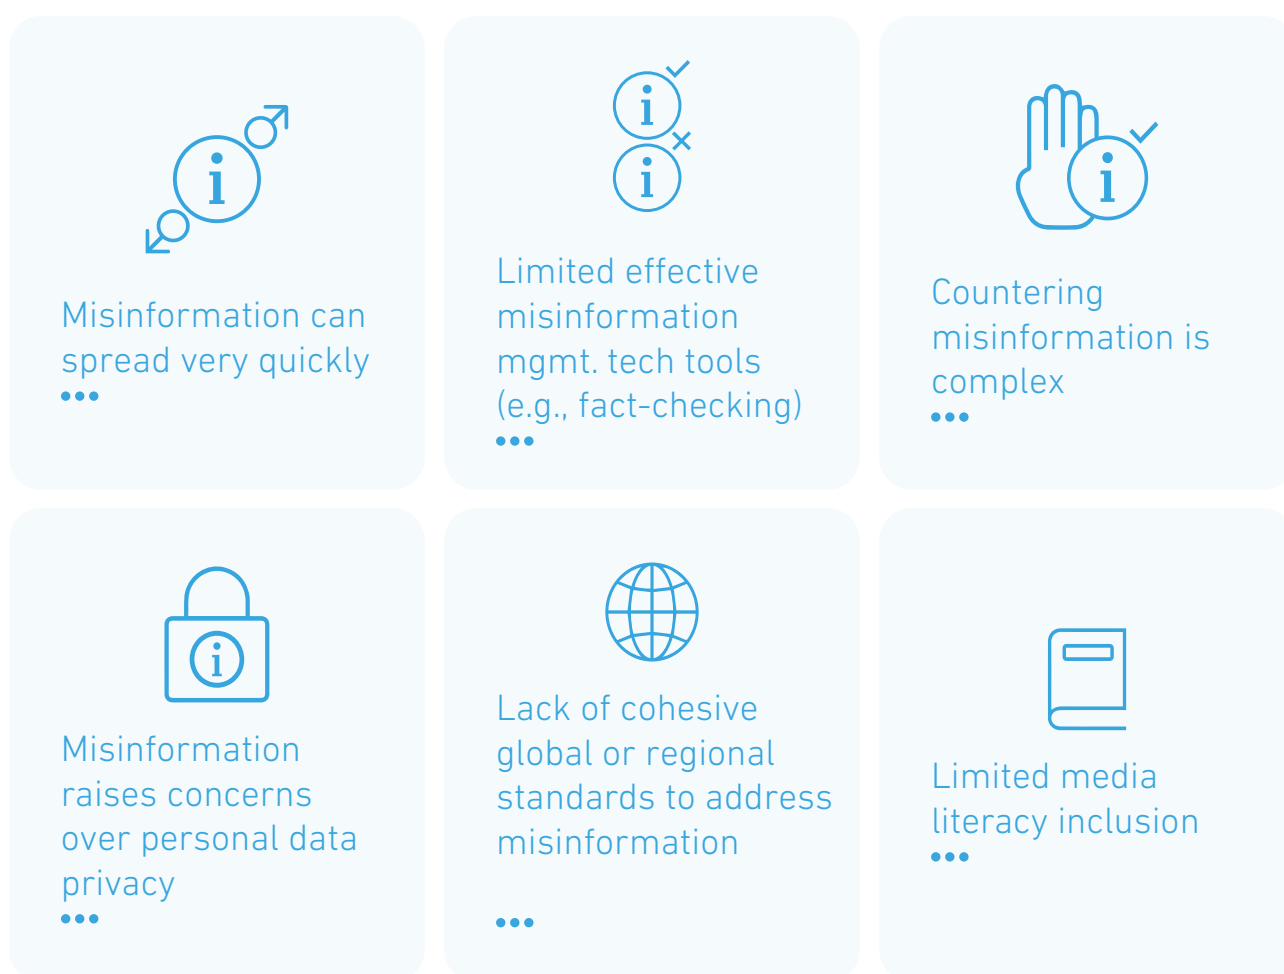 Misinformation can
spread very quickly
Limited effective
misinformation
mgmt. tech tools
(e.g., fact-checking)
Countering
misinformation is
complex
Misinformation
raises concerns
over personal data
privacy
Lack of cohesive
global or regional
standards to address
misinformation
Limited media
literacy inclusion